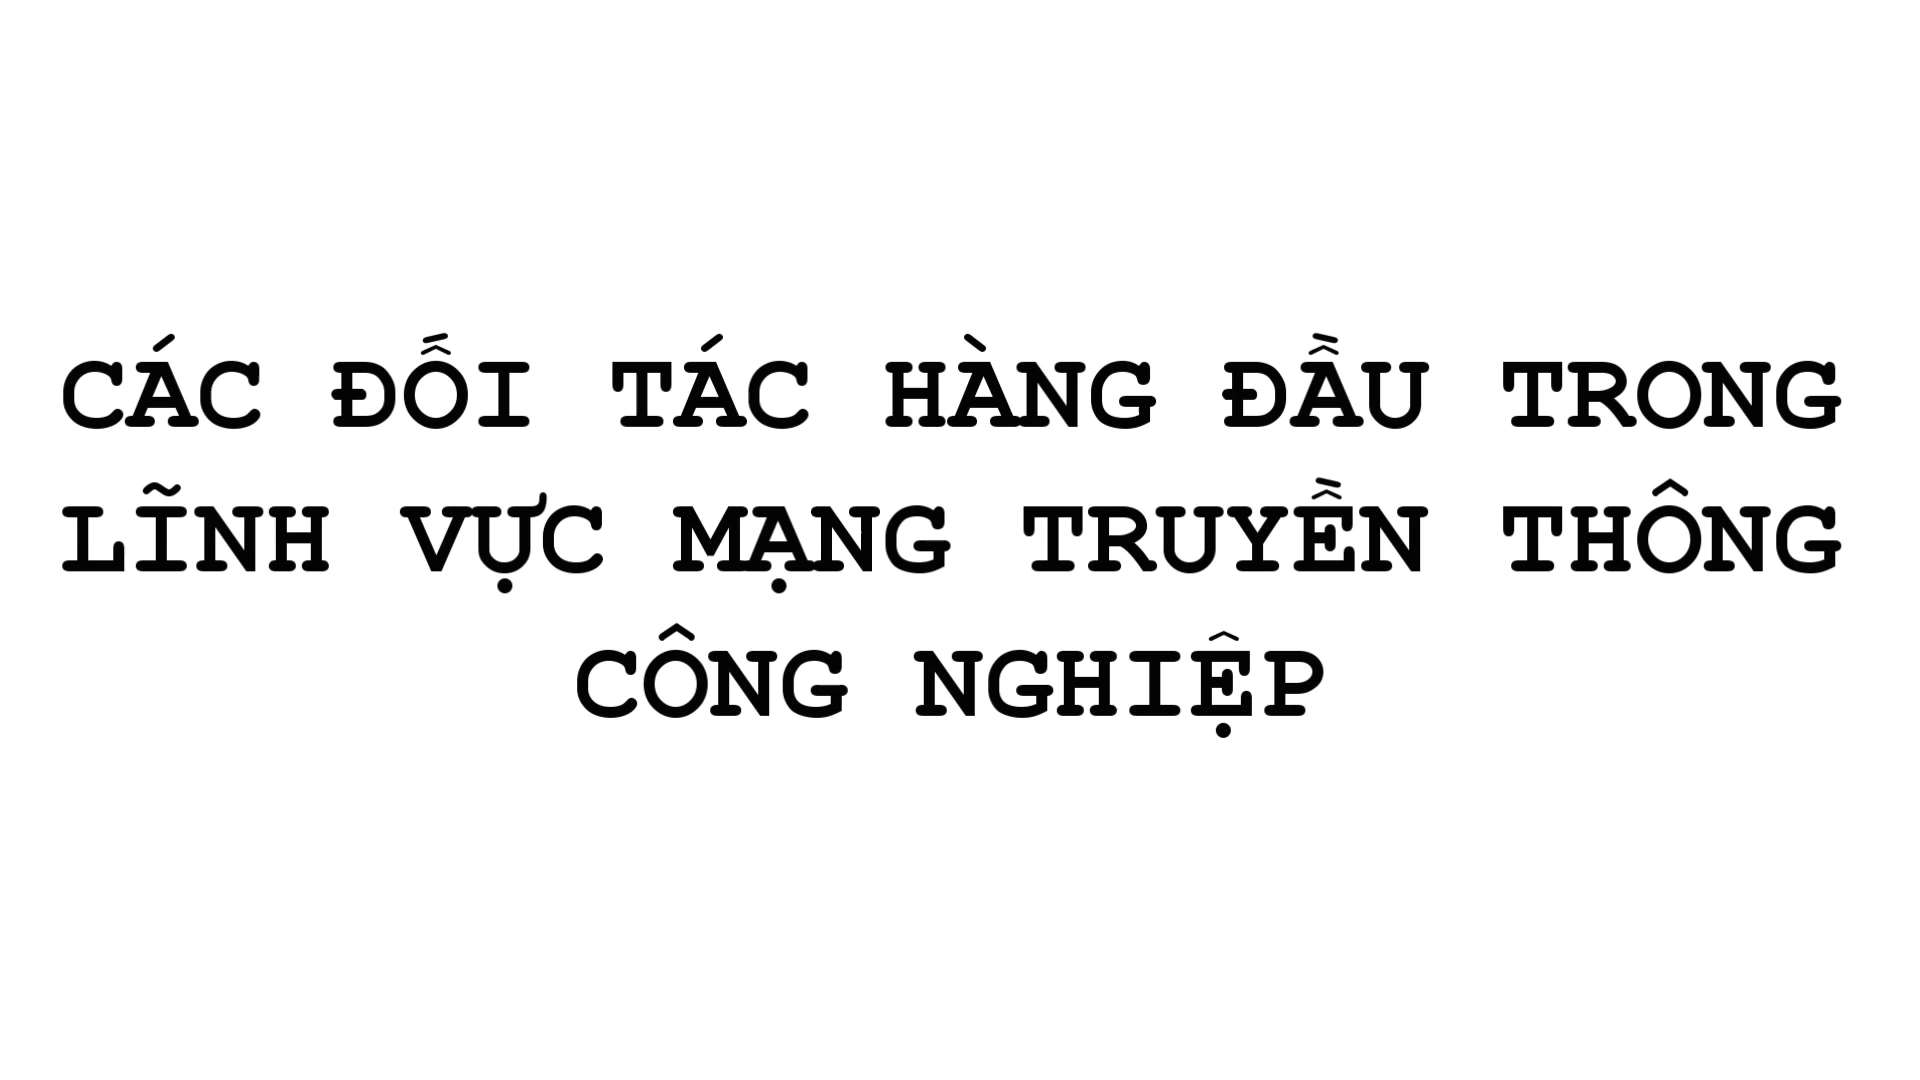 CÁC ĐỐI TÁC HÀNG ĐẦU TRONG
LĨNH VỰC MẠNG TRUYỀN THÔNG
CÔNG NGHIỆP